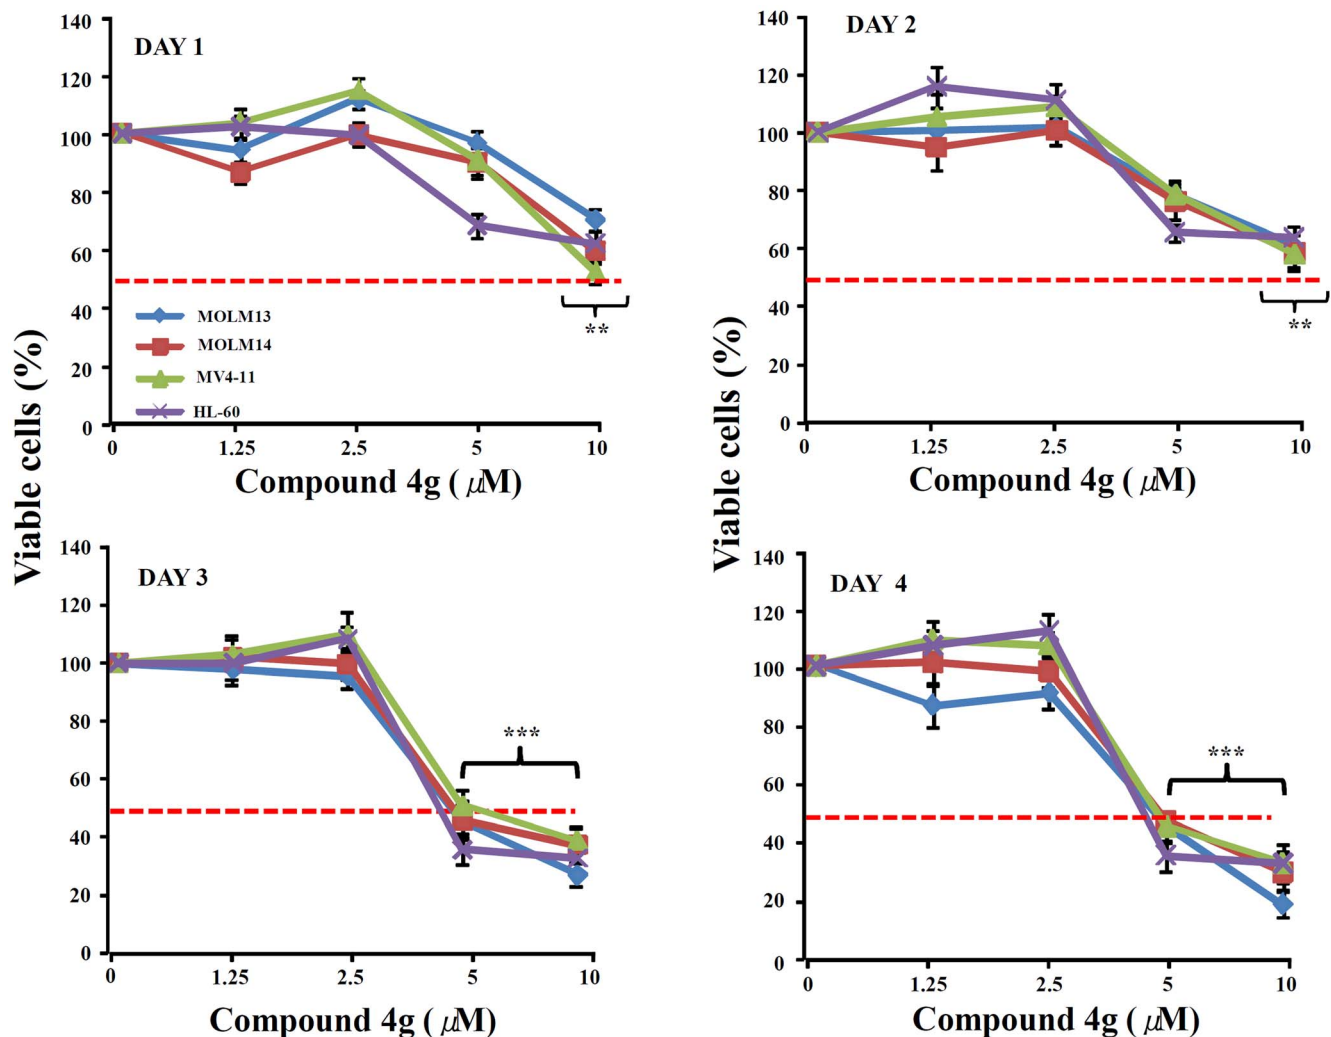 140
DAY 1
120
100
80
60
40
20
0
**
MOLM13
MOLM14
MV4-11
HL-60
0 1.25 2.5 5 10
Compound 4g ( μM)
140
DAY 2
120
100
80
60
40
20
0
**
0 1.25 2.5 5 10
Compound 4g ( μM)
Viable cells (%)
Viable cells (%)
140
DAY 3
120
100
80
60
40
20
0
***
0 1.25 2.5 5 10
Compound 4g ( μM)
140
DAY 4
120
100
80
60
40
20
0
***
0 1.25 2.5 5 10
Compound 4g ( μM)